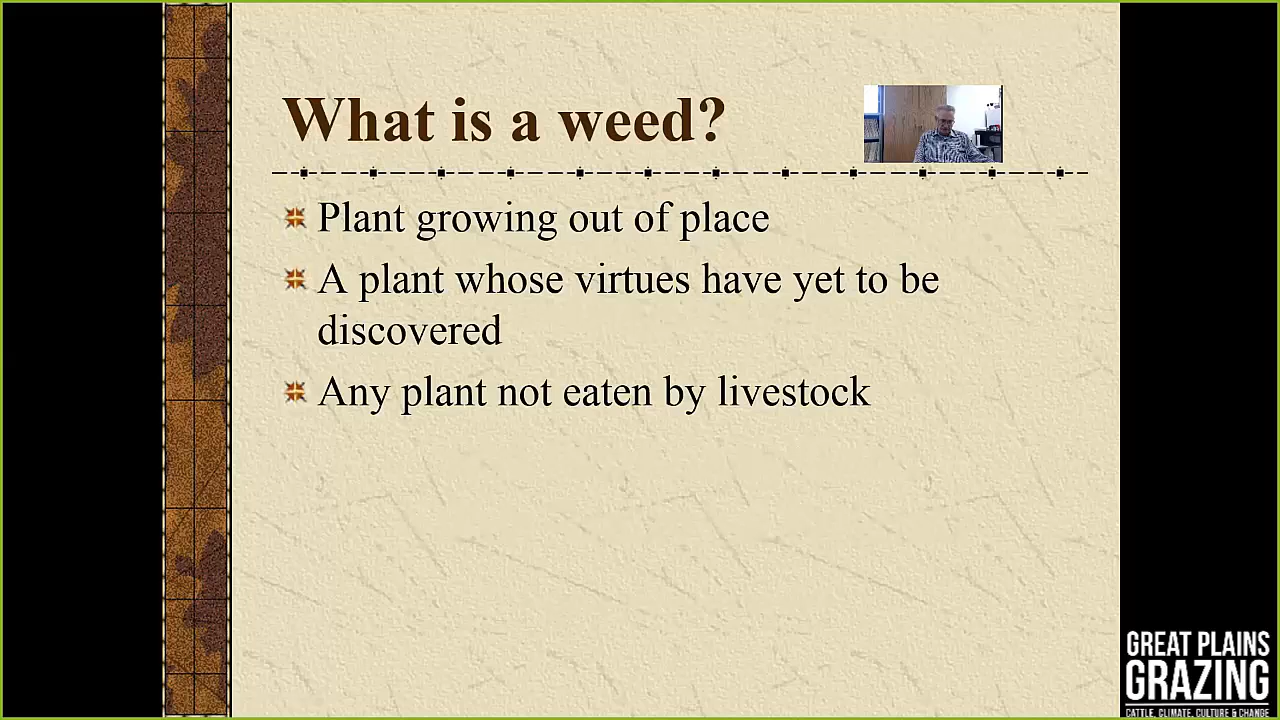 What is a weed?
Plant growing out of place
A plant whose virtues have yet to be
discovered
Any plant not eaten by livestock
GREAT PLAINS
GRAZING
CATTLE, CLIMATE, CULTURE & CHANGE